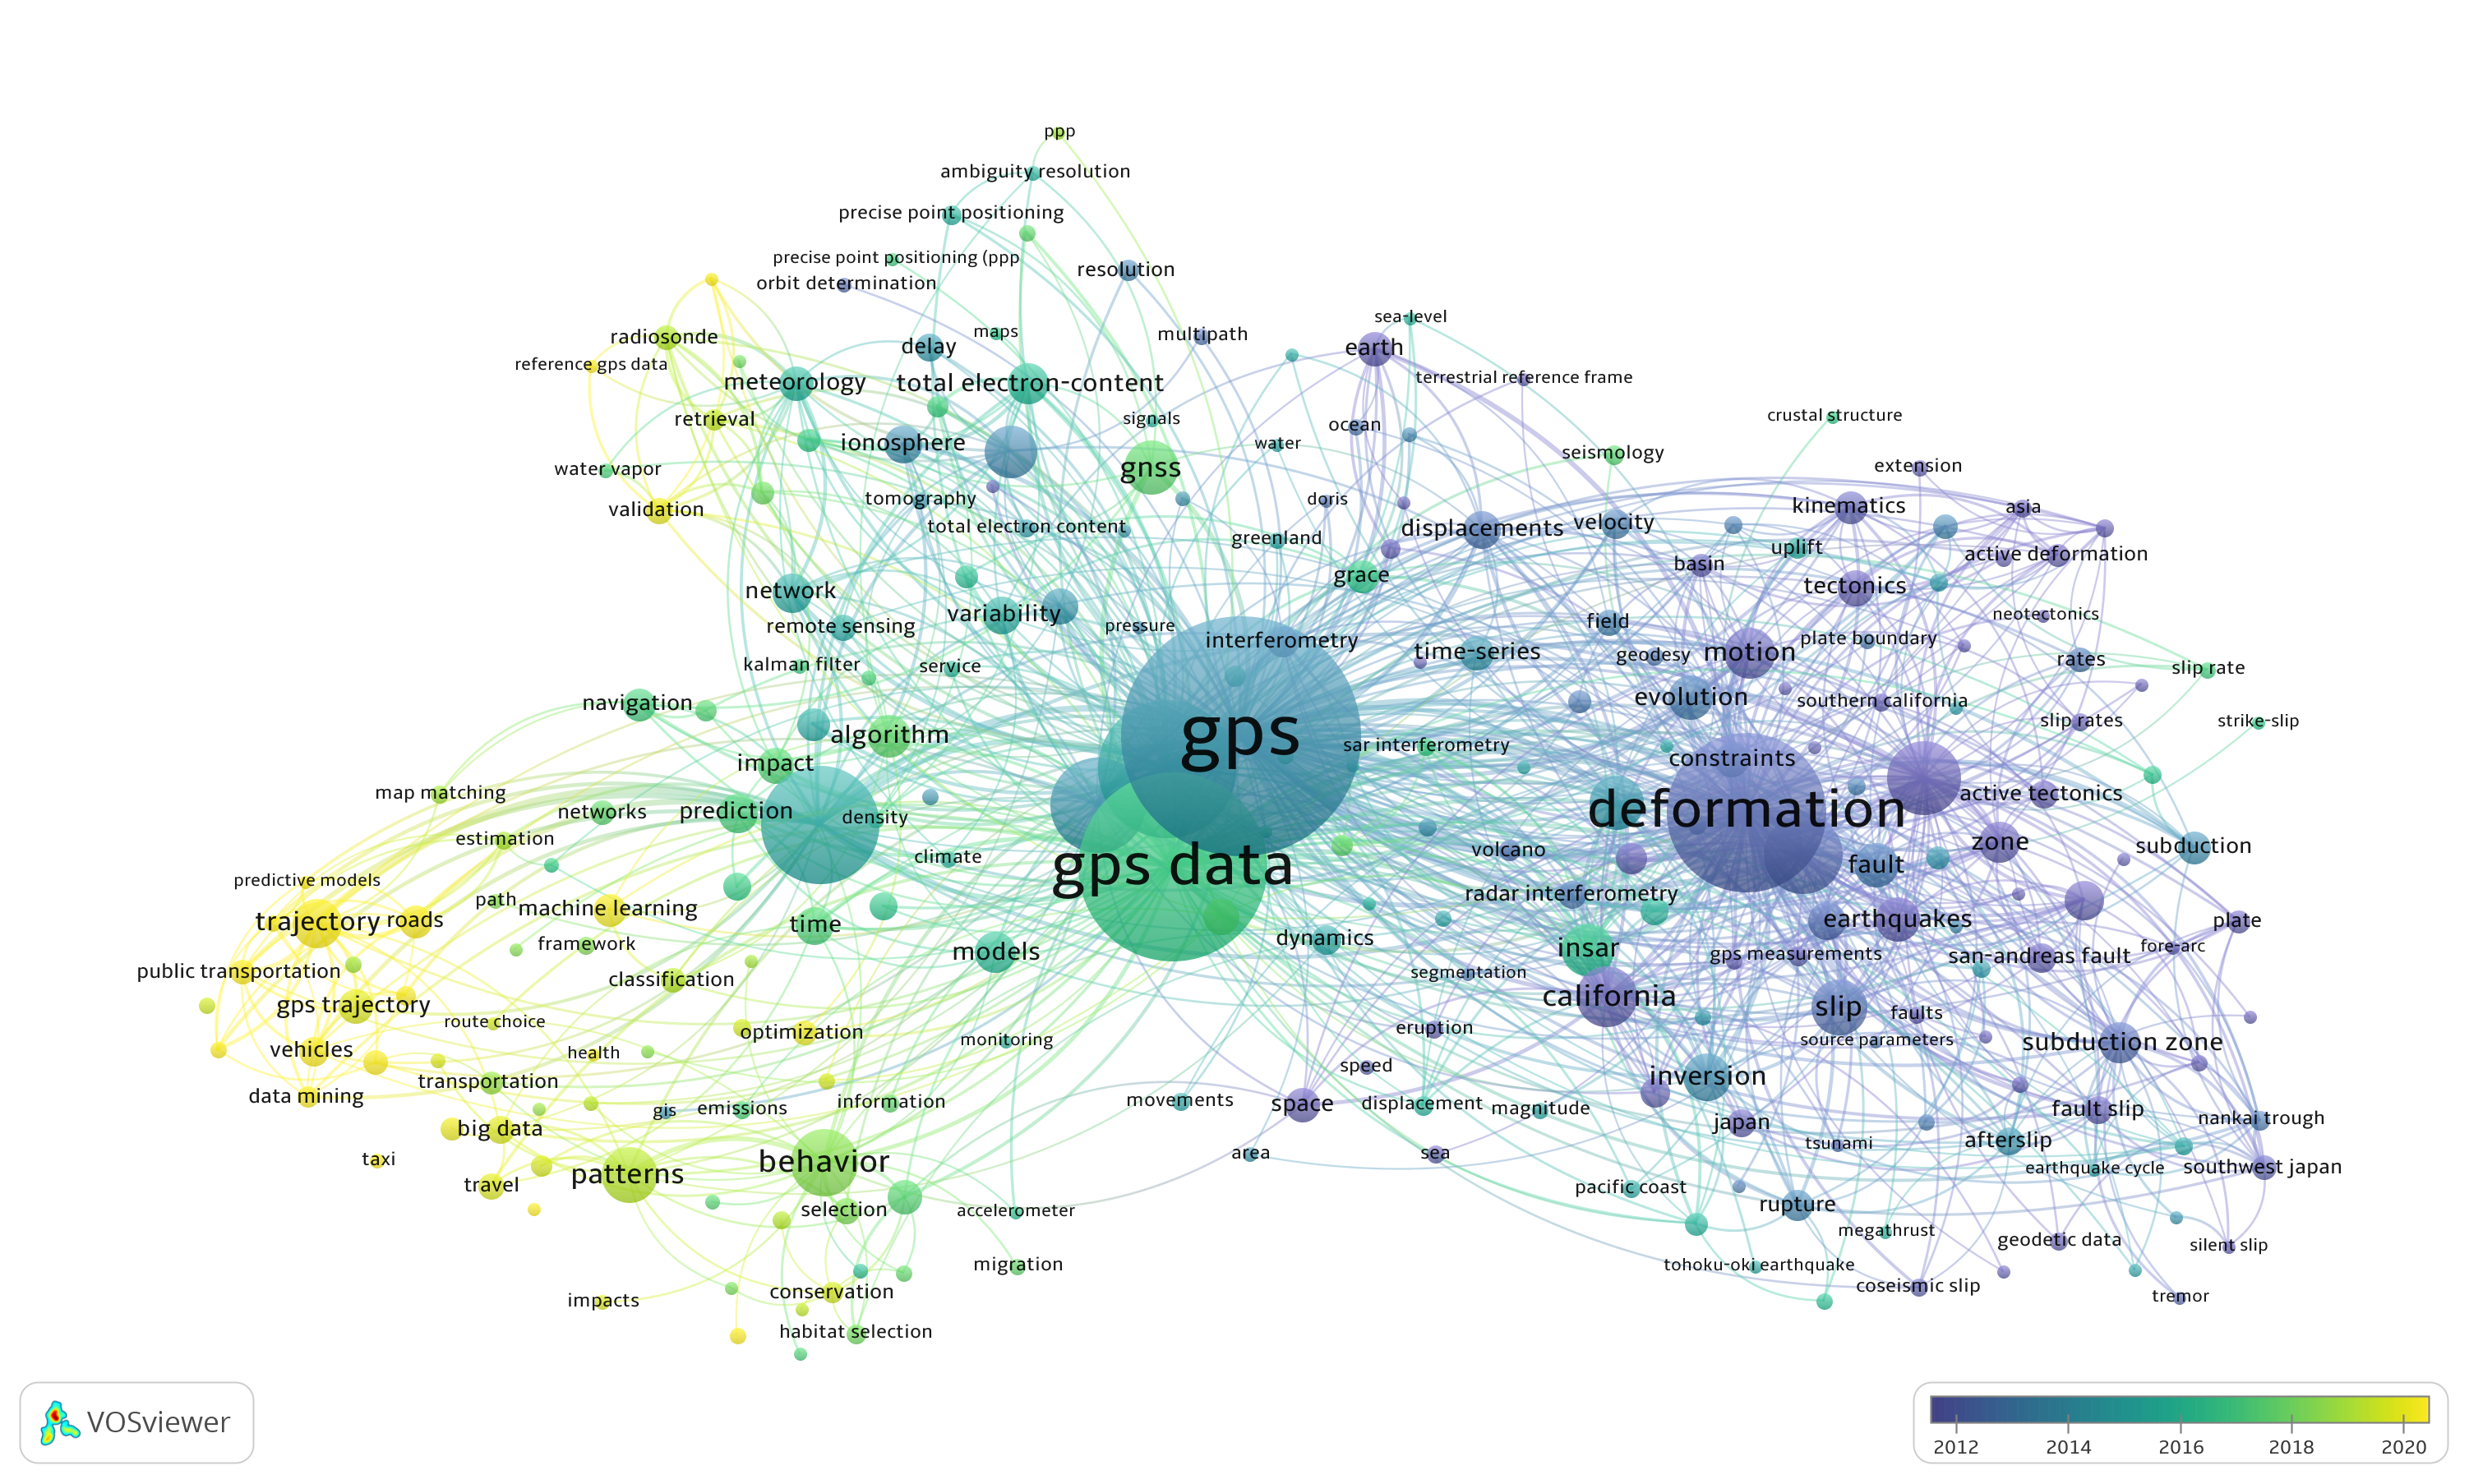 ppp
ambiguity resolution
precise point positioning
precise point positioning (ppp
resolution
orbit determination
sea-level
maps
multipath
radiosonde
delay
earth
reference gps data
terrestrial reference frame
meteorology
total electron-content
crustal structure
retrieval
signals
ocean
ionosphere
water
seismology
water vapor
gnss
extension
tomography
doris
kinematics
asia
validation
total electron content
displacements
velocity
greenland
uplift
active deformation
grace
basin
network
tectonics
variability
neotectonics
remote sensing
pressure
interferometry
field
plate boundary
kalman filter
service
time-series
geodesy
motion
rates
slip rate
navigation
evolution
southern california
gps
slip rates
strike-slip
algorithm
sar interferometry
impact
constraints
map matching
active tectonics
networks
prediction
density
deformation
estimation
zone
subduction
climate
gps data
volcano
fault
predictive models
radar interferometry
path
machine learning
trajectory
roads
time
earthquakes
plate
framework
models
dynamics
insar
gps measurements
san-andreas fault
fore-arc
public transportation
classification
segmentation
gps trajectory
california
slip
route choice
faults
optimization
monitoring
eruption
source parameters
subduction zone
vehicles
health
speed
inversion
transportation
data mining
gis
emissions
information
movements
space
displacement
magnitude
fault slip
japan
nankai trough
big data
tsunami
afterslip
taxi
behavior
area
sea
earthquake cycle
southwest japan
patterns
travel
pacific coast
selection
accelerometer
rupture
megathrust
geodetic data
silent slip
migration
tohoku-oki earthquake
conservation
coseismic slip
tremor
impacts
habitat selection
VOSviewer
2012
2014
2016
2018
2020